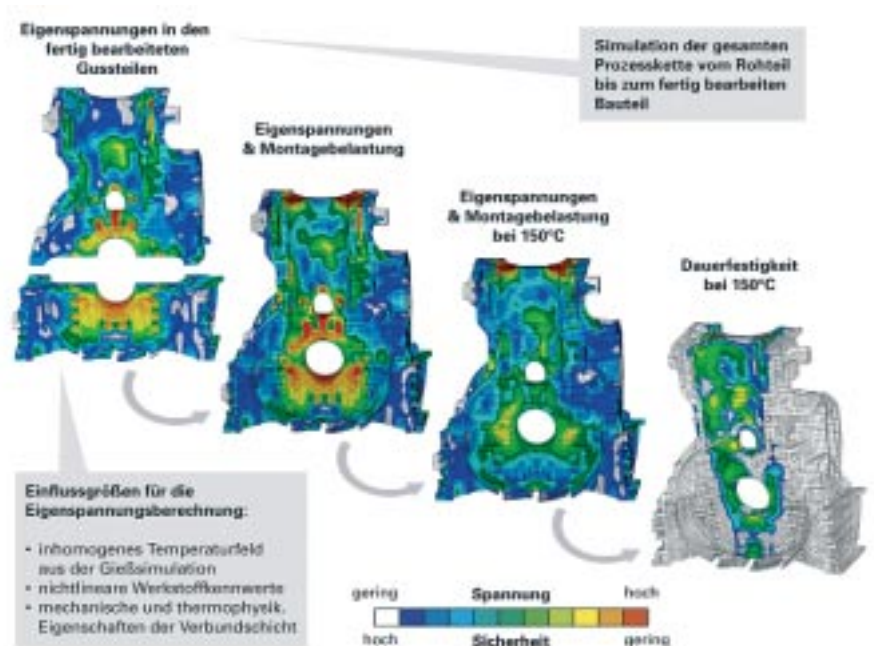 Eigenspannungen in den
fertig bearbeiteten
Gussteilen
Simulation der gesamten
Prozesskette vom Rohteil
bis zum fertig bearbeiten
Bauteil
Eigenspannungen
& Montagebelastung
Eigenspannungen
& Montagebelastung
bei 150°C
Dauerfestigkeit
bei 150°C
Einflussgrößen für die
Eigenspannungsberechnung:
• inhomogenes Temperaturfeld
aus der Gießsimulation
• nichtlineare Werkstoffkennwerte
• mechanische und thermophysik.
Eigenschaften der Verbundschicht
gering Spannung hoch
hoch Sicherheit gering